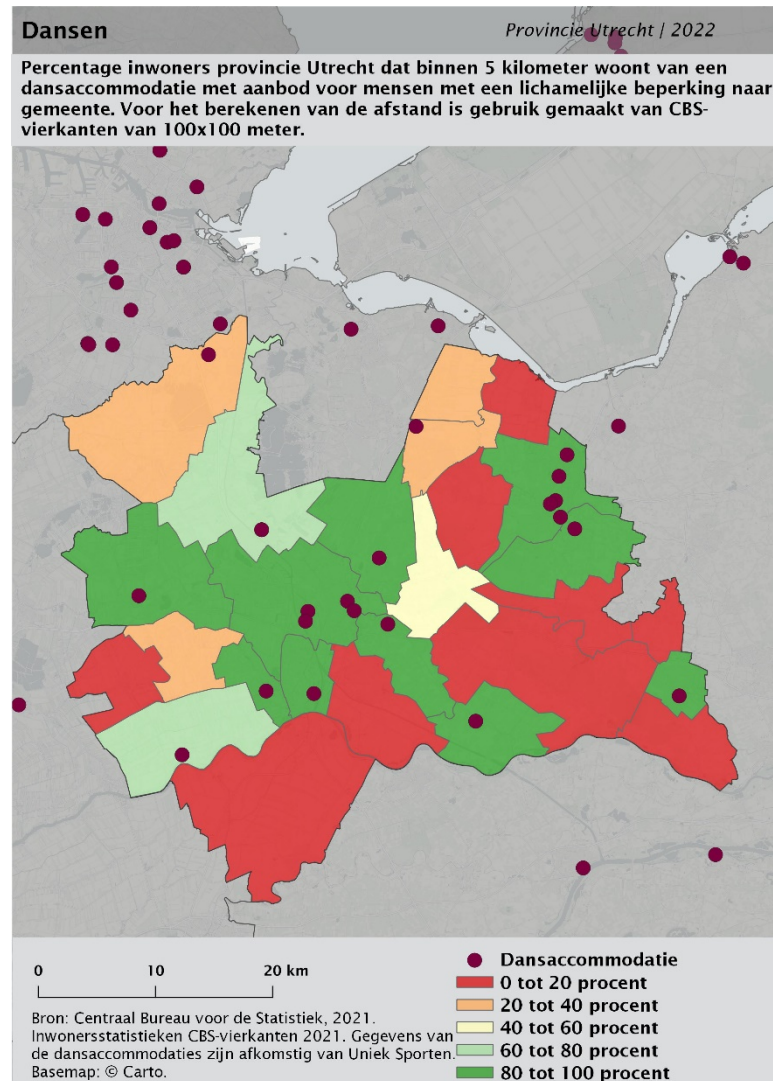 Dansen
Provincie Utrecht | 2022
Percentage inwoners provincie Utrecht dat binnen 5 kilometer woont van een
dansaccommodatie met aanbod voor mensen met een lichamelijke beperking naar
gemeente. Voor het berekenen van de afstand is gebruik gemaakt van CBS-
vierkanten van 100x100 meter.
0 10 20 km
Bron: Centraal Bureau voor de Statistiek, 2021.
Inwonersstatistieken CBS-vierkanten 2021. Gegevens van
de dansaccommodaties zijn afkomstig van Uniek Sporten.
Basemap: © Carto.
Dansaccommodatie
0 tot 20 procent
20 tot 40 procent
40 tot 60 procent
60 tot 80 procent
80 tot 100 procent